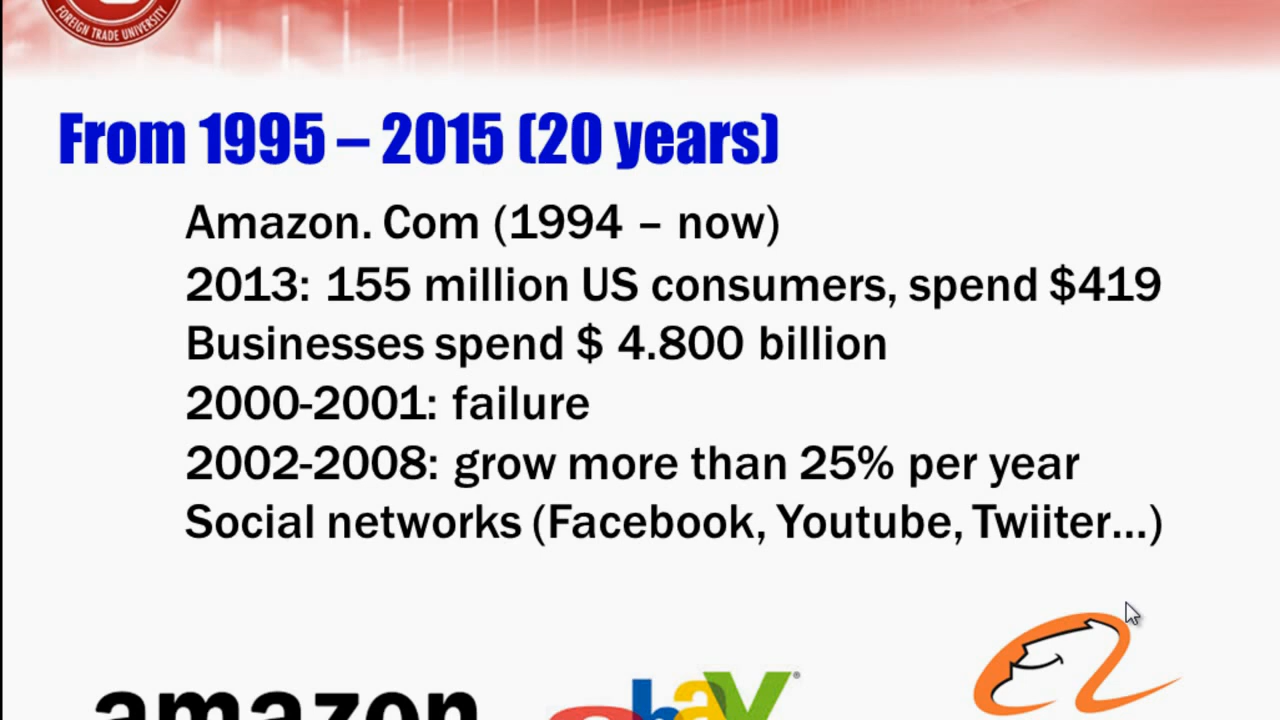 FOREIGN TRADE UNIVERSITY
From 1995 – 2015 (20 years)
Amazon. Com (1994 – now)
2013: 155 million US consumers, spend $419
Businesses spend $ 4.800 billion
2000-2001: failure
2002-2008: grow more than 25% per year
Social networks (Facebook, Youtube, Twiiter...)
amazon
ebay®